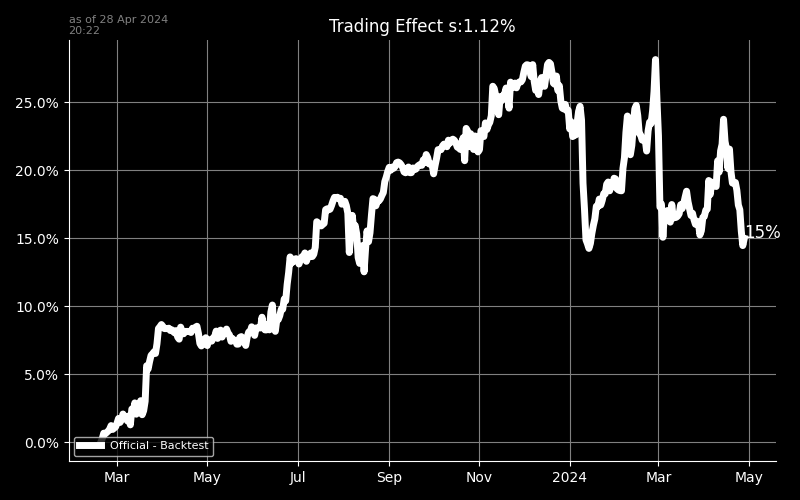 as of 28 Apr 2024
20:22
Trading Effect s:1.12%
25.0%
20.0%
15.0%
10.0%
5.0%
0.0%
15%
Official - Backtest
Mar May Jul Sep Nov 2024 Mar May